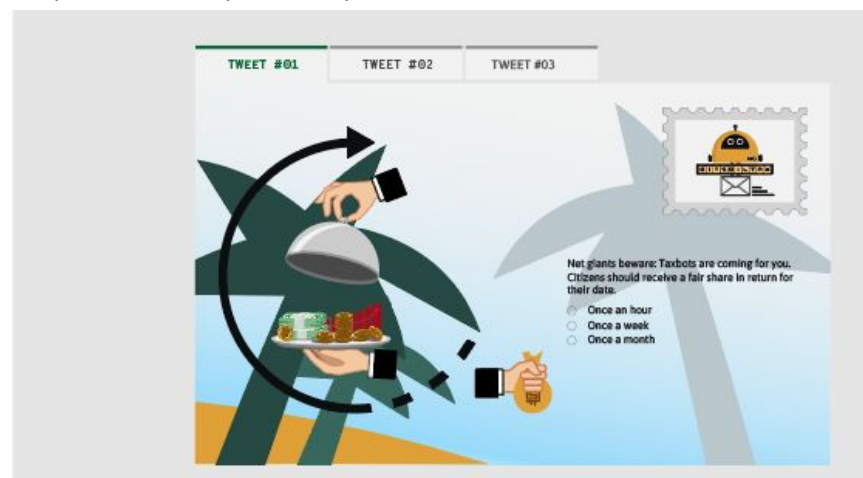 TWEET #01
TWEET #02
TWEET #03
Net giants beware: Taxbots are coming for you.
Citizens should receive a fair share in return for
their date.
Once an hour
Once a week
Once a month